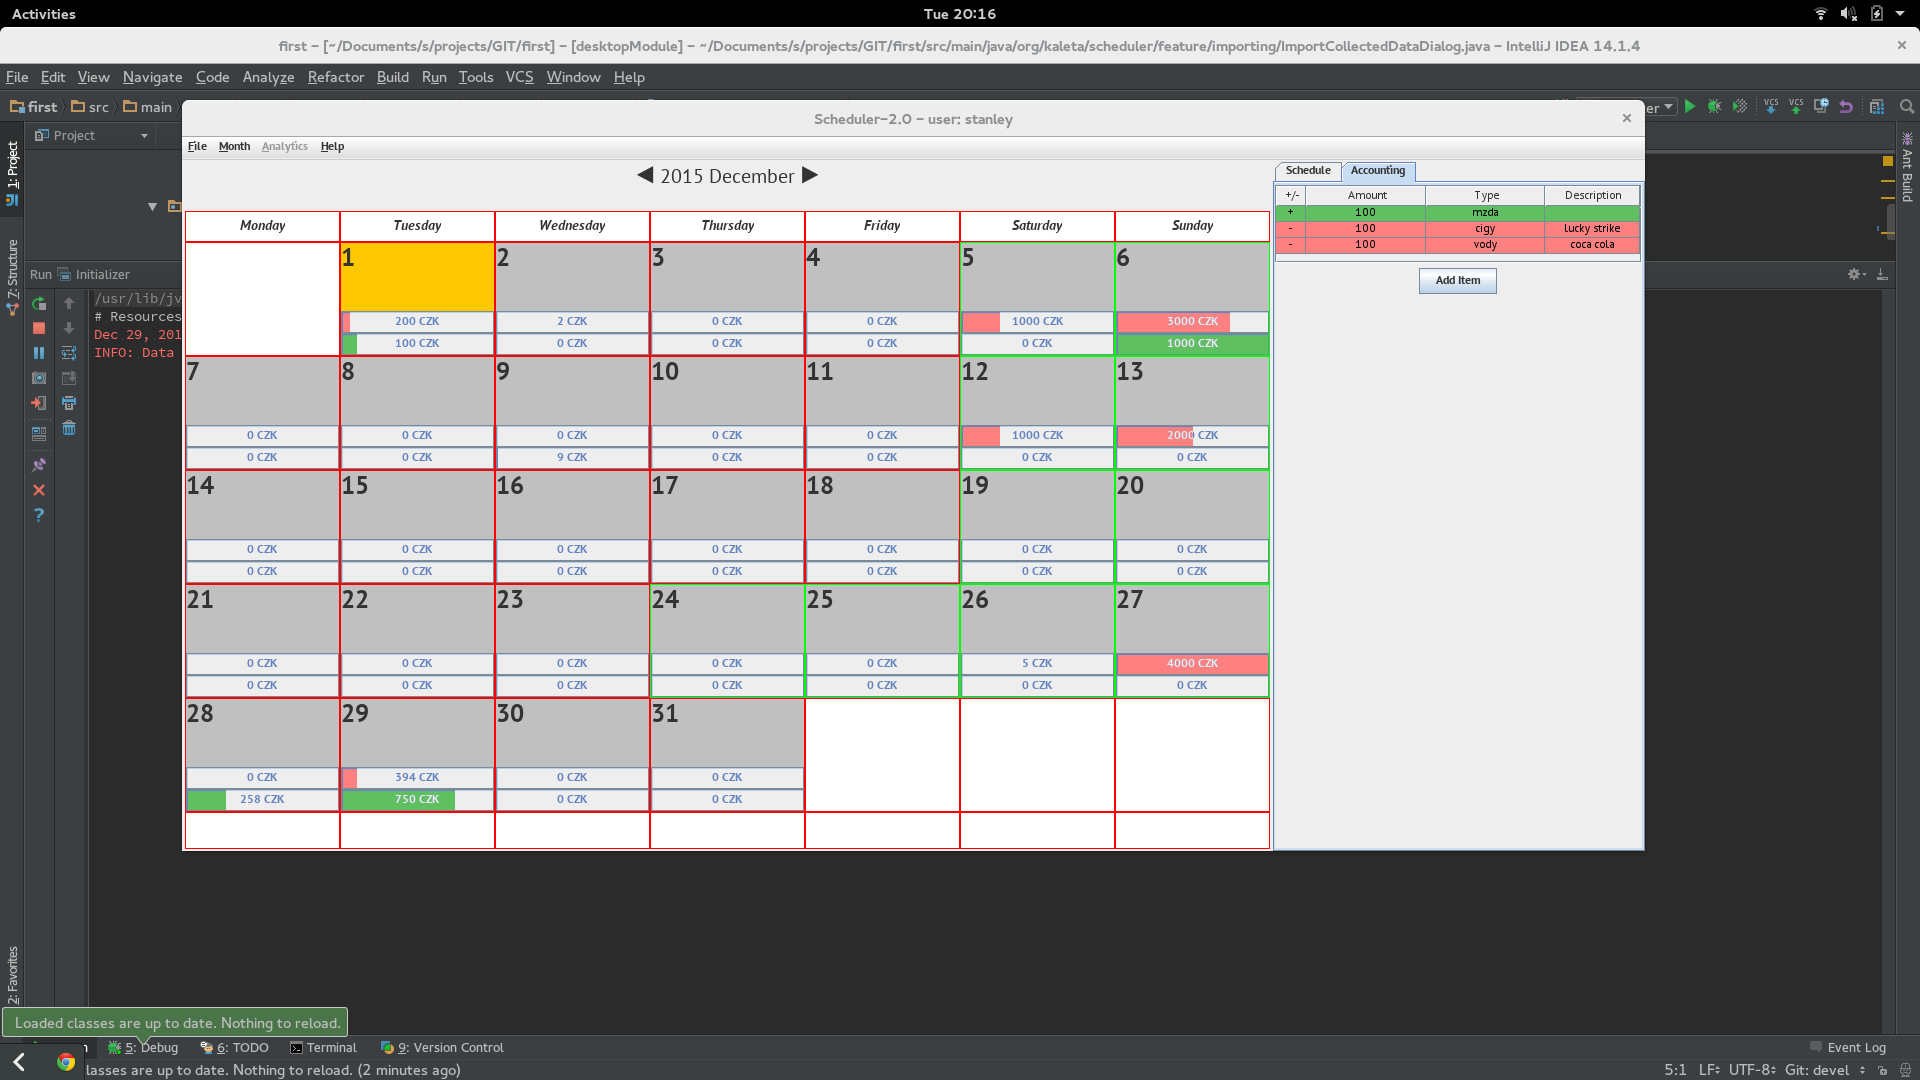 Activities
Tue 20:16
first – [~/Documents/s/projects/GIT/first] – [desktopModule] – ~/Documents/s/projects/GIT/first/src/main/java/org/kaleta/scheduler/feature/importing/ImportCollectedDataDialog.java – IntelliJ IDEA 14.1.4
File Edit View Navigate Code Analyze Refactor Build Run Tools VCS Window Help
first src main
Project
1: Project
7: Structure
2: Favorites
Ant Build
Run Initializer
/usr/lib/jv
# Resources
Dec 29, 201
INFO: Data
Scheduler-2.0 - user: stanley
File Month Analytics Help
2015 December
Monday Tuesday Wednesday Thursday Friday Saturday Sunday
1 2 3 4 5 6
200 CZK 2 CZK 0 CZK 0 CZK 1000 CZK 3000 CZK
100 CZK 0 CZK 0 CZK 0 CZK 0 CZK 1000 CZK
7 8 9 10 11 12 13
0 CZK 0 CZK 0 CZK 0 CZK 0 CZK 1000 CZK 2000 CZK
0 CZK 0 CZK 9 CZK 0 CZK 0 CZK 0 CZK 0 CZK
14 15 16 17 18 19 20
0 CZK 0 CZK 0 CZK 0 CZK 0 CZK 0 CZK 0 CZK
0 CZK 0 CZK 0 CZK 0 CZK 0 CZK 0 CZK 0 CZK
21 22 23 24 25 26 27
0 CZK 0 CZK 0 CZK 0 CZK 0 CZK 5 CZK 4000 CZK
0 CZK 0 CZK 0 CZK 0 CZK 0 CZK 0 CZK 0 CZK
28 29 30 31
0 CZK 394 CZK 0 CZK 0 CZK
258 CZK 750 CZK 0 CZK 0 CZK
Schedule Accounting
+/- Amount Type Description
+ 100 mzda
- 100 cigy lucky strike
- 100 vody coca cola
Add Item
Loaded classes are up to date. Nothing to reload.
5: Debug 6: TODO Terminal 9: Version Control
Event Log
lasses are up to date. Nothing to reload. (2 minutes ago)
5:1 LF UTF-8 Git: devel